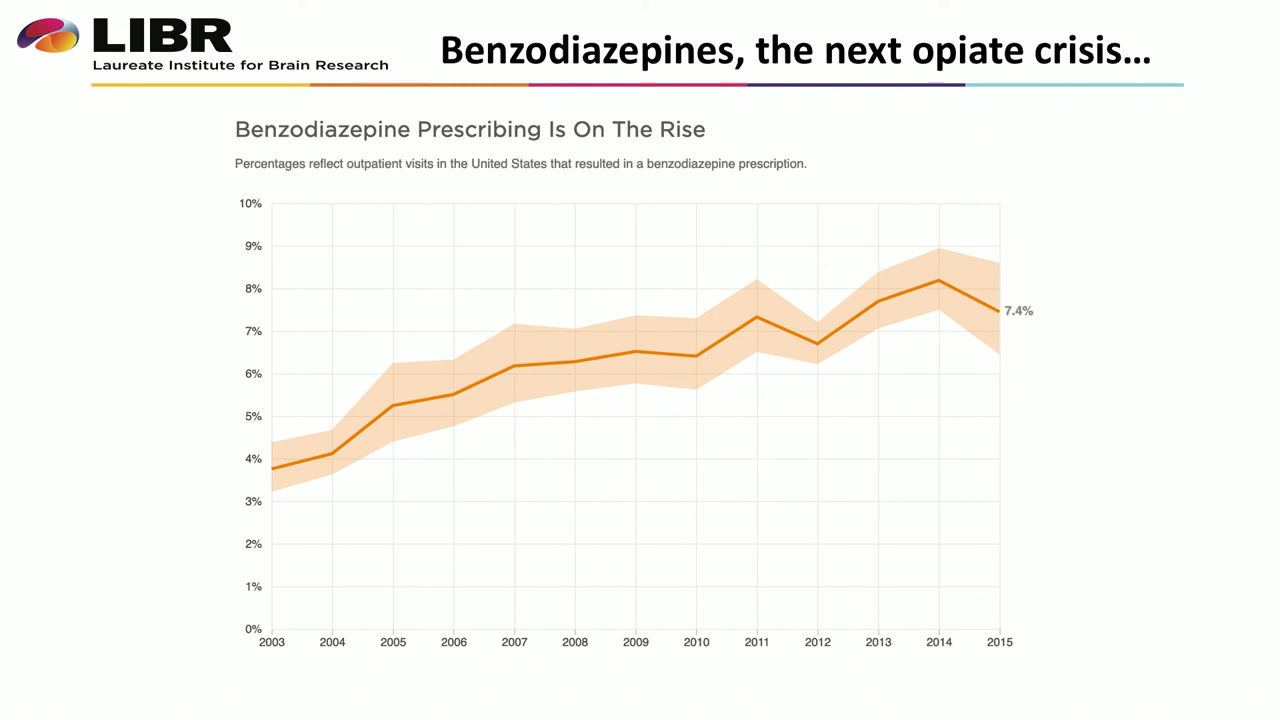 LIBR
Laureate Institute for Brain Research
Benzodiazepines, the next opiate crisis...
Benzodiazepine Prescribing Is On The Rise
Percentages reflect outpatient visits in the United States that resulted in a benzodiazepine prescription.
10%
9%
8%
7%
6%
5%
4%
3%
2%
1%
0%
7.4%
2003 2004 2005 2006 2007 2008 2009 2010 2011 2012 2013 2014 2015